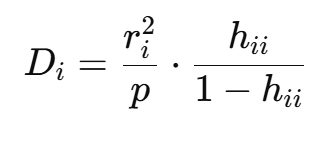 D_i = \frac{r_i^2}{p} \cdot \frac{h_{ii}}{1 - h_{ii}}